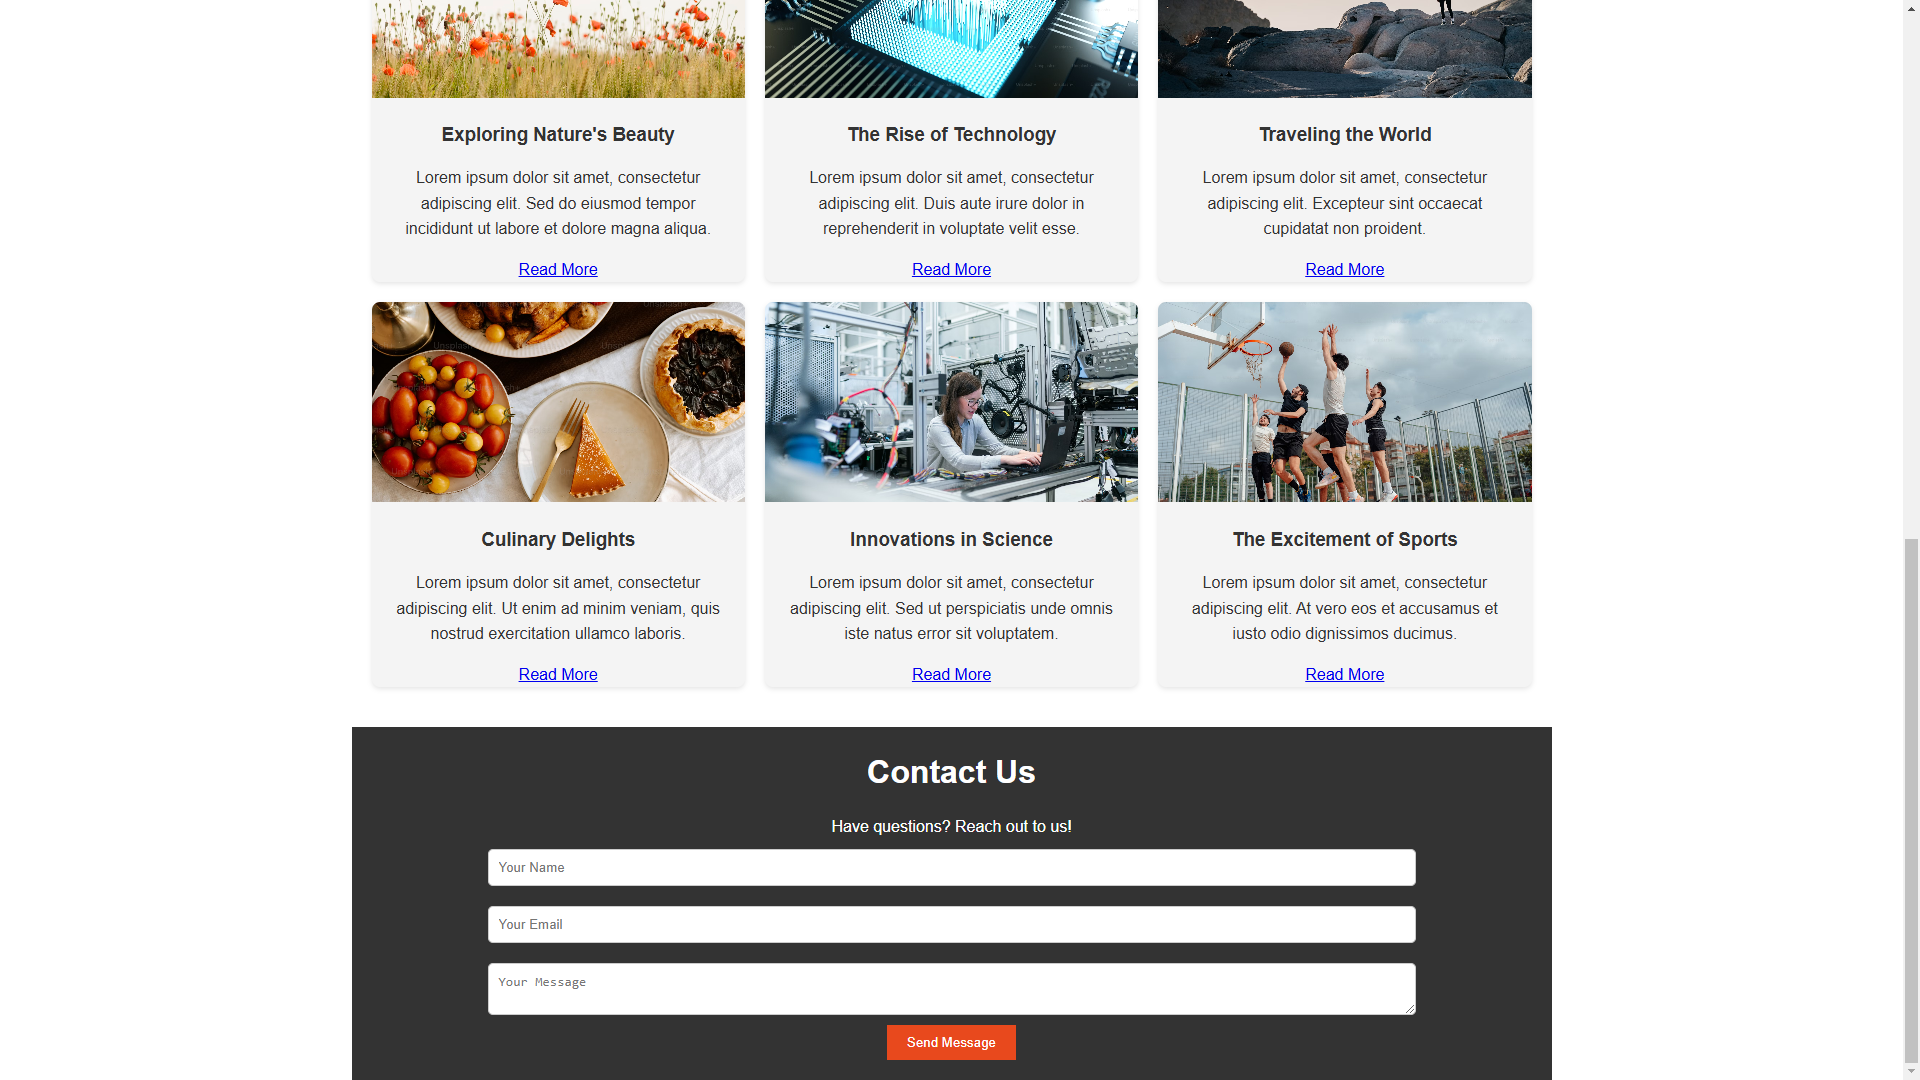 Exploring Nature's Beauty
Lorem ipsum dolor sit amet, consectetur
adipiscing elit. Sed do eiusmod tempor
incididunt ut labore et dolore magna aliqua.
Read More
The Rise of Technology
Lorem ipsum dolor sit amet, consectetur
adipiscing elit. Duis aute irure dolor in
reprehenderit in voluptate velit esse.
Read More
Traveling the World
Lorem ipsum dolor sit amet, consectetur
adipiscing elit. Excepteur sint occaecat
cupidatat non proident.
Read More
Culinary Delights
Lorem ipsum dolor sit amet, consectetur
adipiscing elit. Ut enim ad minim veniam, quis
nostrud exercitation ullamco laboris.
Read More
Innovations in Science
Lorem ipsum dolor sit amet, consectetur
adipiscing elit. Sed ut perspiciatis unde omnis
iste natus error sit voluptatem.
Read More
The Excitement of Sports
Lorem ipsum dolor sit amet, consectetur
adipiscing elit. At vero eos et accusamus et
iusto odio dignissimos ducimus.
Read More
Contact Us
Have questions? Reach out to us!
Your Name
Your Email
Your Message
Send Message